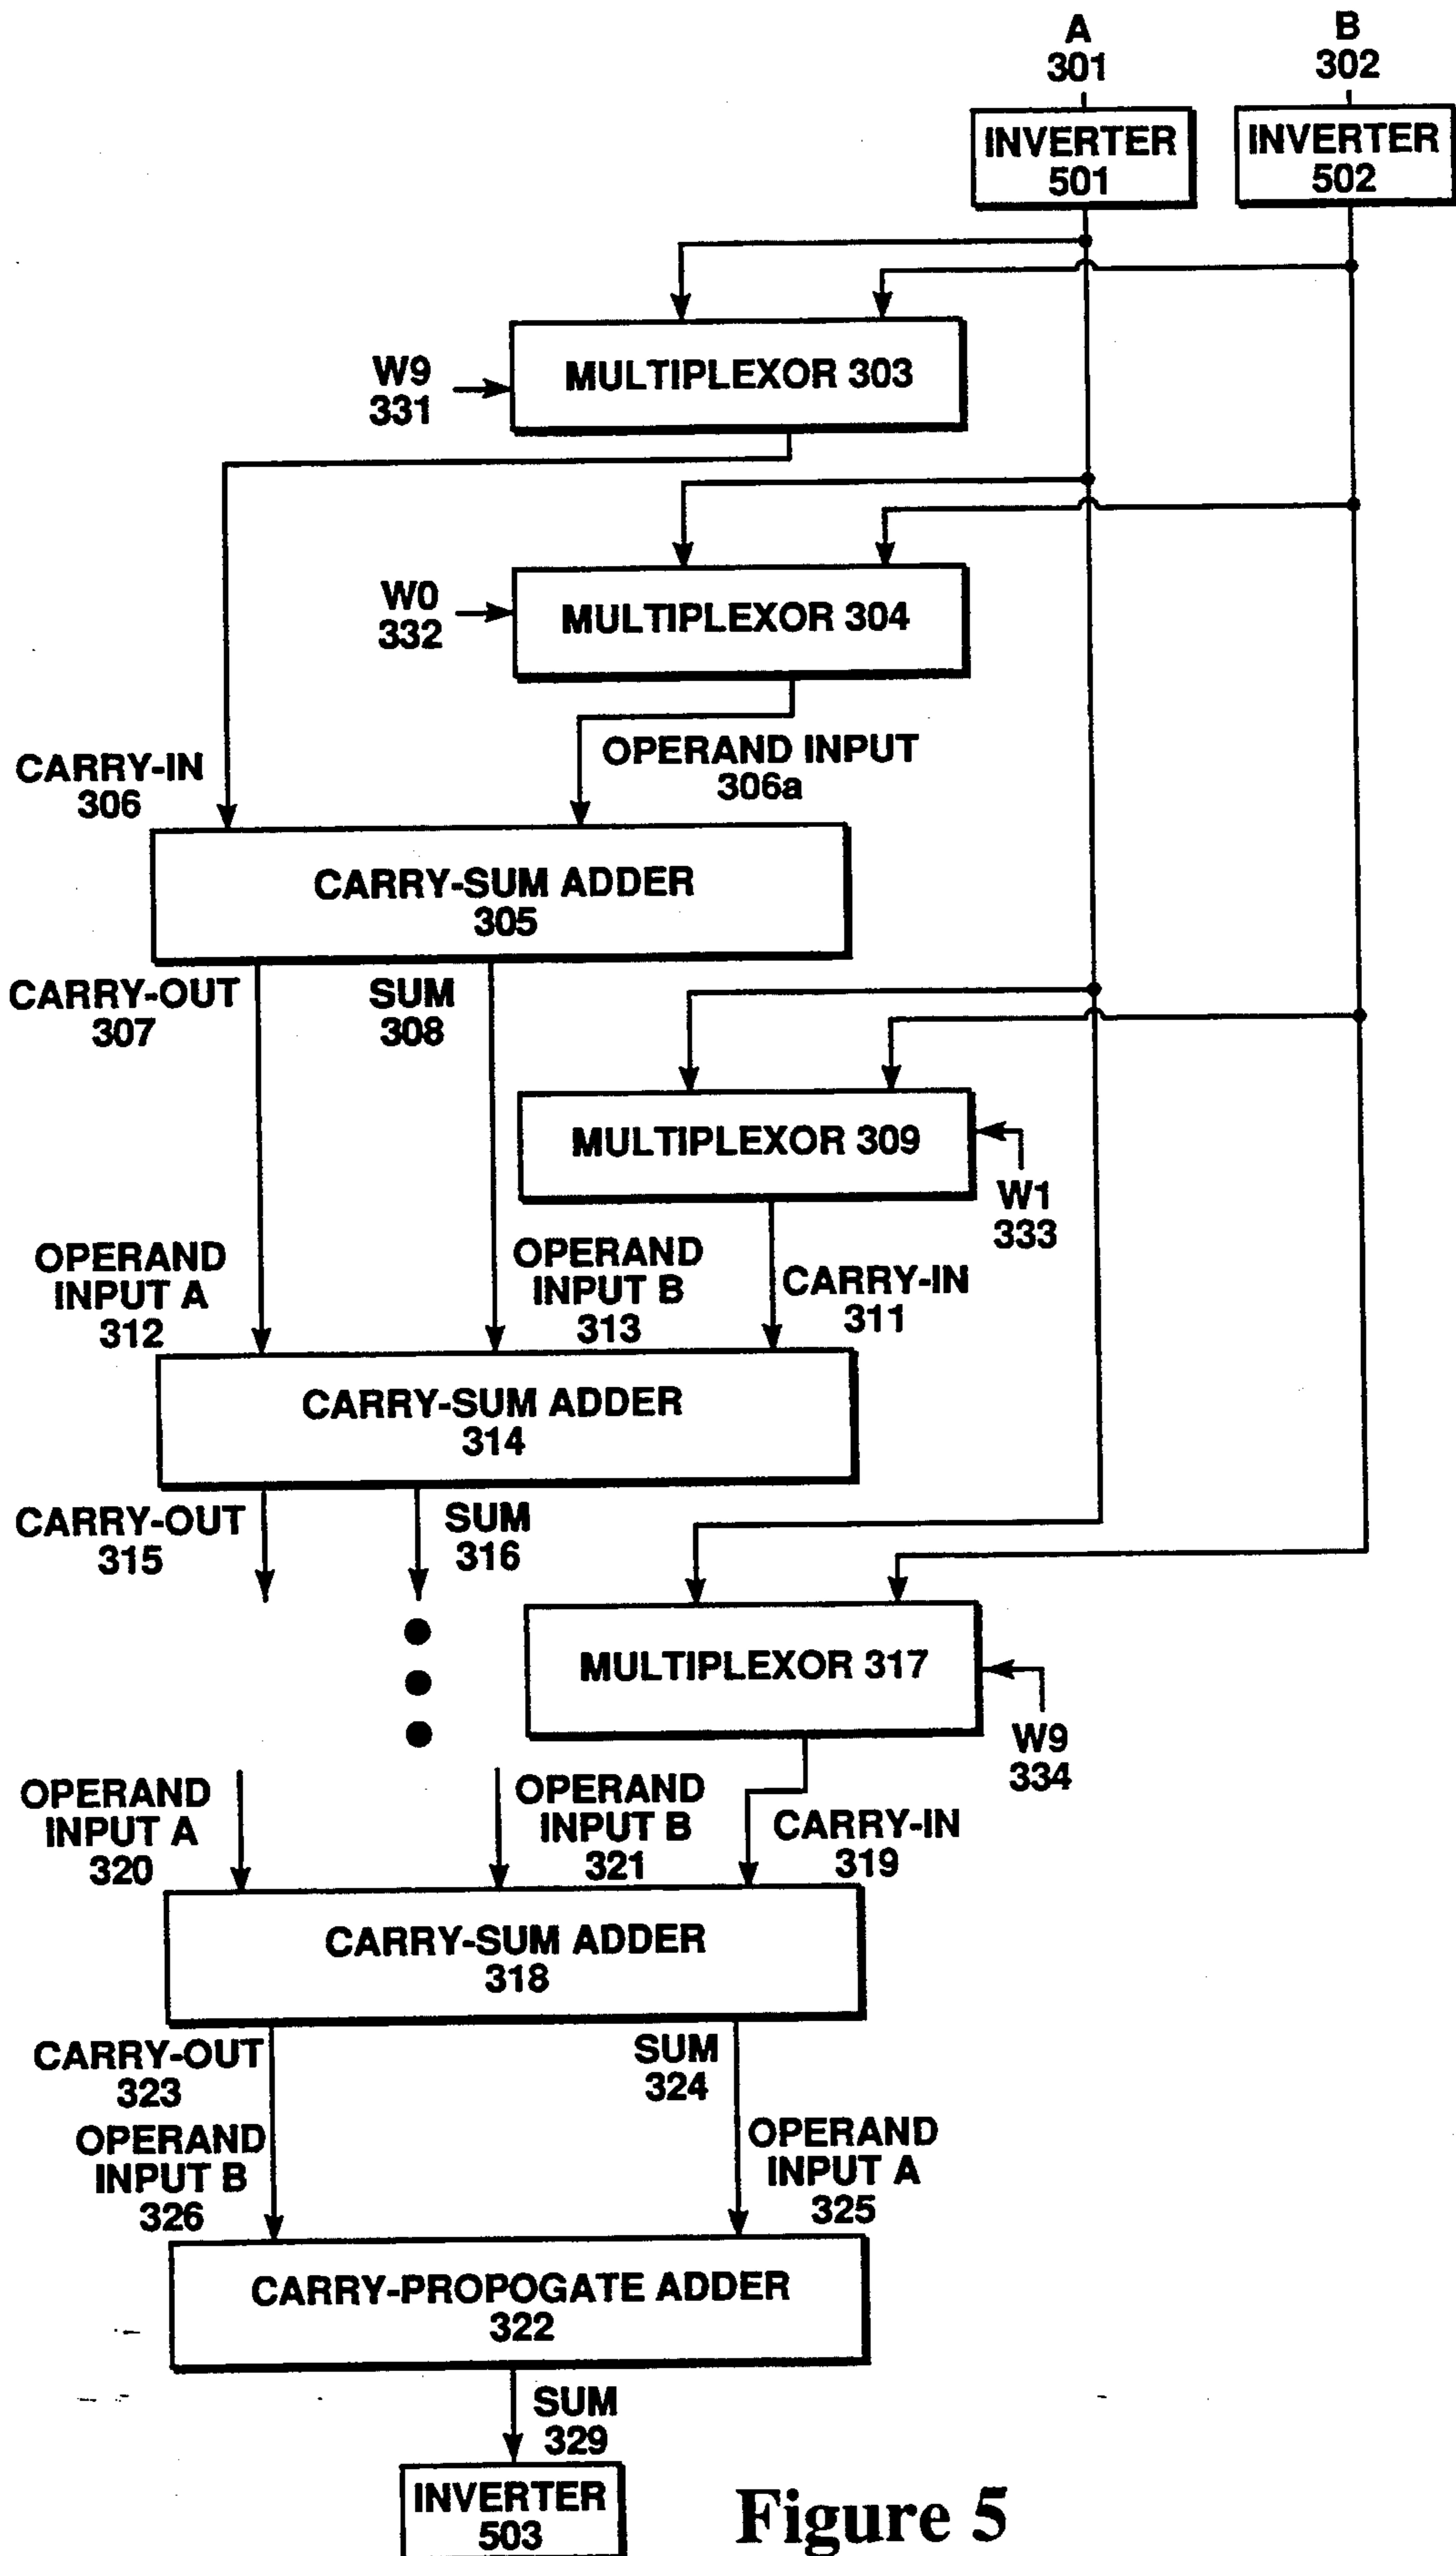 A
301
B
302
INVERTER
501
INVERTER
502
W9
331
MULTIPLEXOR 303
W0
332
MULTIPLEXOR 304
CARRY-IN
306
OPERAND INPUT
306a
CARRY-SUM ADDER
305
CARRY-OUT
307
SUM
308
MULTIPLEXOR 309
W1
333
OPERAND
INPUT A
312
OPERAND
INPUT B
313
CARRY-IN
311
CARRY-SUM ADDER
314
CARRY-OUT
315
SUM
316
MULTIPLEXOR 317
W9
334
OPERAND
INPUT A
320
OPERAND
INPUT B
321
CARRY-IN
319
CARRY-SUM ADDER
318
CARRY-OUT
323
SUM
324
OPERAND
INPUT B
326
OPERAND
INPUT A
325
CARRY-PROPOGATE ADDER
322
SUM
329
INVERTER
503
Figure 5